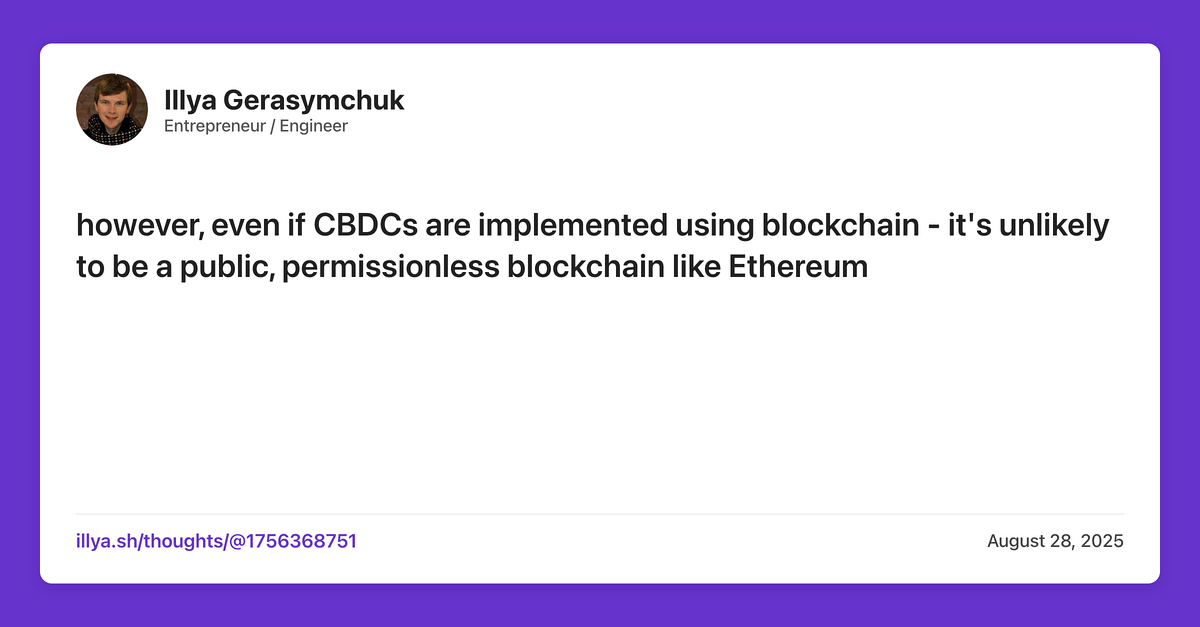 Illya Gerasymchuk
Entrepreneur / Engineer
however, even if CBDCs are implemented using blockchain - it's unlikely
to be a public, permissionless blockchain like Ethereum
illya.sh/thoughts/@1756368751
August 28, 2025